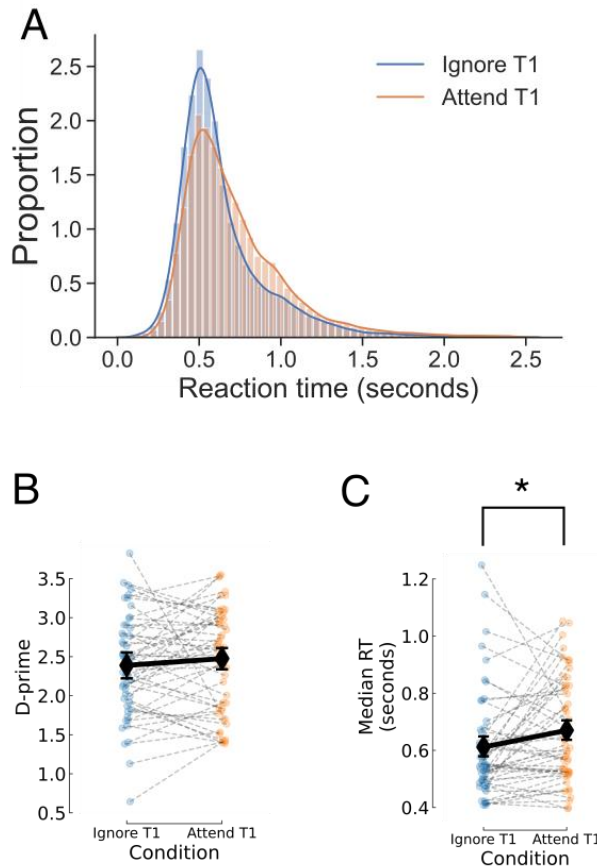 A
Ignore T1
Attend T1
Proportion
2.5
2.0
1.5
1.0
0.5
0.0
0.0 0.5 1.0 1.5 2.0 2.5
Reaction time (seconds)
B
D-prime
3.5
3.0
2.5
2.0
1.5
1.0
0.5
Ignore T1 Attend T1
Condition
C
*
Median RT
(seconds)
1.2
1.0
0.8
0.6
0.4
Ignore T1 Attend T1
Condition